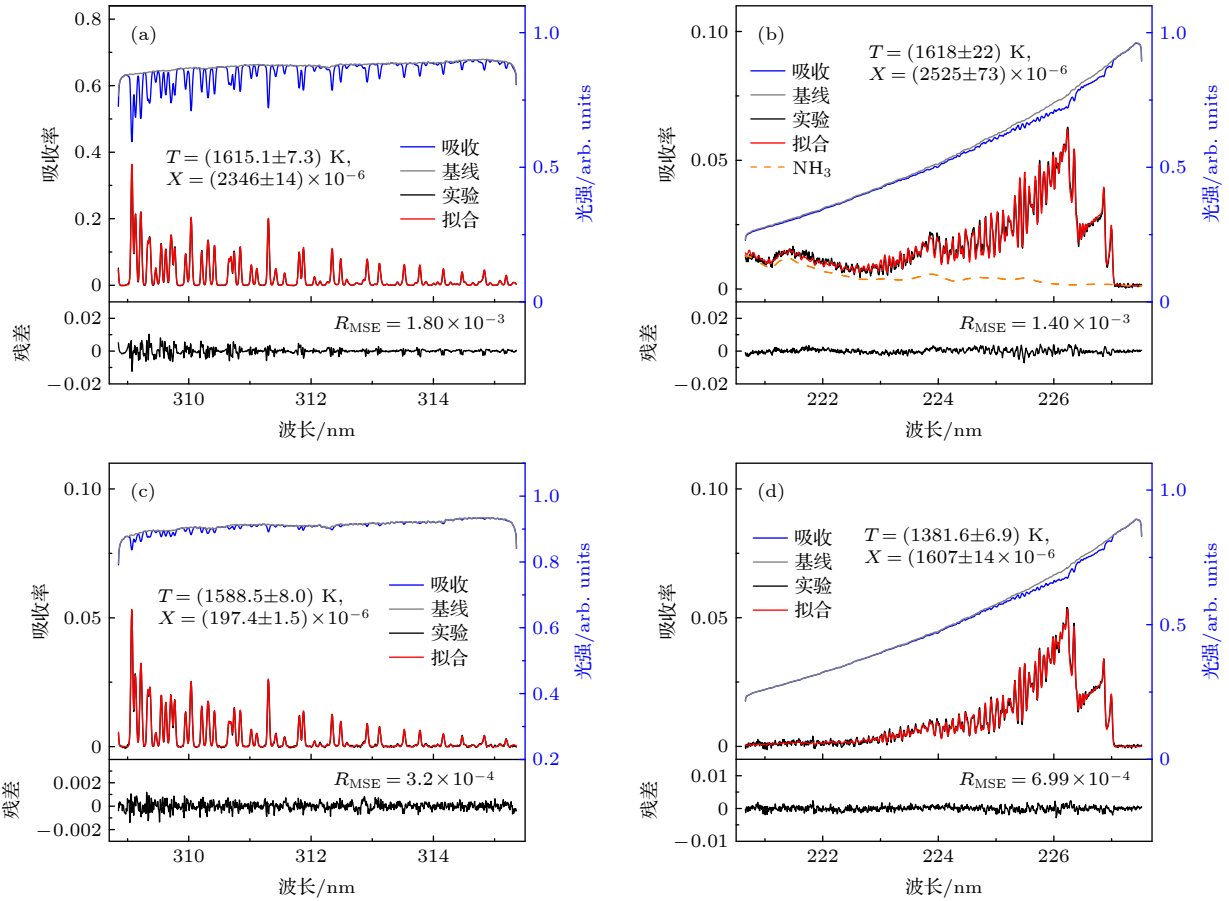 (a)
0.8
0.6
0.4
0.2
0
吸收率
1.0
0.5
0
光强/arb. units
T = (1615.1±7.3) K,
X = (2346±14)×10⁻⁶
吸收
基线
实验
拟合
0.02
0
−0.02
残差
R_MSE = 1.80×10⁻³
310 312 314
波长/nm
(b)
0.10
0.05
0
吸收率
1.0
0.5
0
光强/arb. units
T = (1618±22) K,
X = (2525±73)×10⁻⁶
吸收
基线
实验
拟合
NH₃
0.02
0
−0.02
残差
R_MSE = 1.40×10⁻³
222 224 226
波长/nm
(c)
0.10
0.05
0
吸收率
1.0
0.9
0.8
0.7
0.6
0.5
0.4
0.3
0.2
光强/arb. units
T = (1588.5±8.0) K,
X = (197.4±1.5)×10⁻⁶
吸收
基线
实验
拟合
0.002
0
−0.002
残差
R_MSE = 3.2×10⁻⁴
310 312 314
波长/nm
(d)
0.10
0.05
0
吸收率
1.0
0.5
0
光强/arb. units
T = (1381.6±6.9) K,
X = (1607±14×10⁻⁶
吸收
基线
实验
拟合
0.01
0
−0.01
残差
R_MSE = 6.99×10⁻⁴
222 224 226
波长/nm